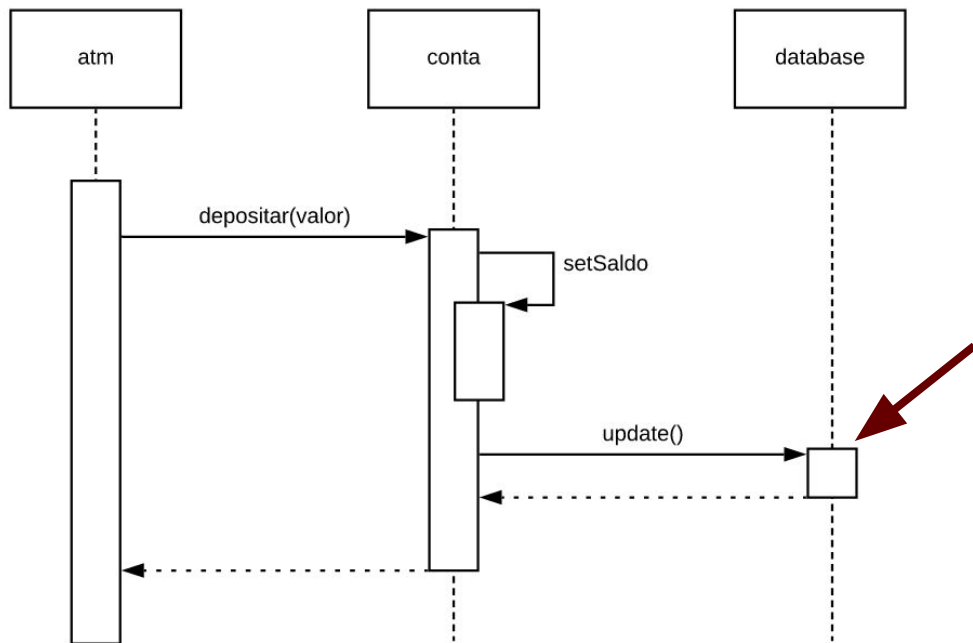 atm
conta
database
depositar(valor)
setSaldo
update()